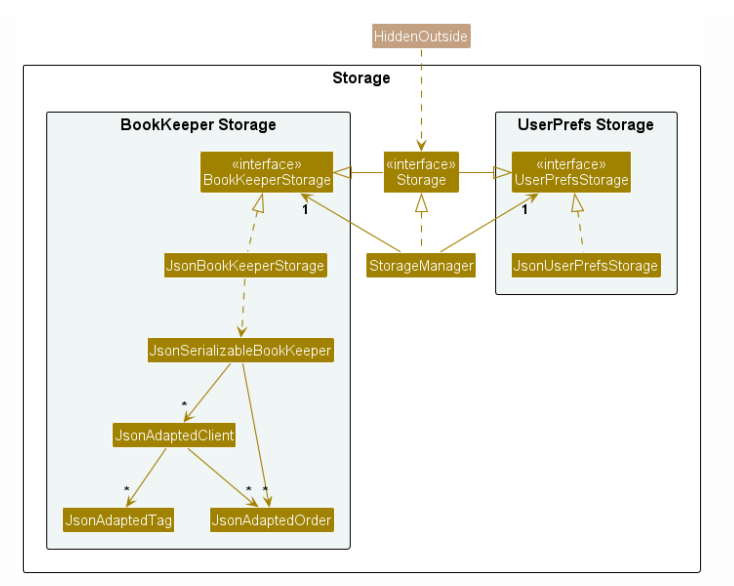 HiddenOutside
Storage
BookKeeper Storage
UserPrefs Storage
«interface»
BookKeeperStorage
«interface»
Storage
«interface»
UserPrefsStorage
1
1
JsonBookKeeperStorage
StorageManager
JsonUserPrefsStorage
JsonSerializableBookKeeper
*
JsonAdaptedClient
*
*
*
JsonAdaptedTag
JsonAdaptedOrder